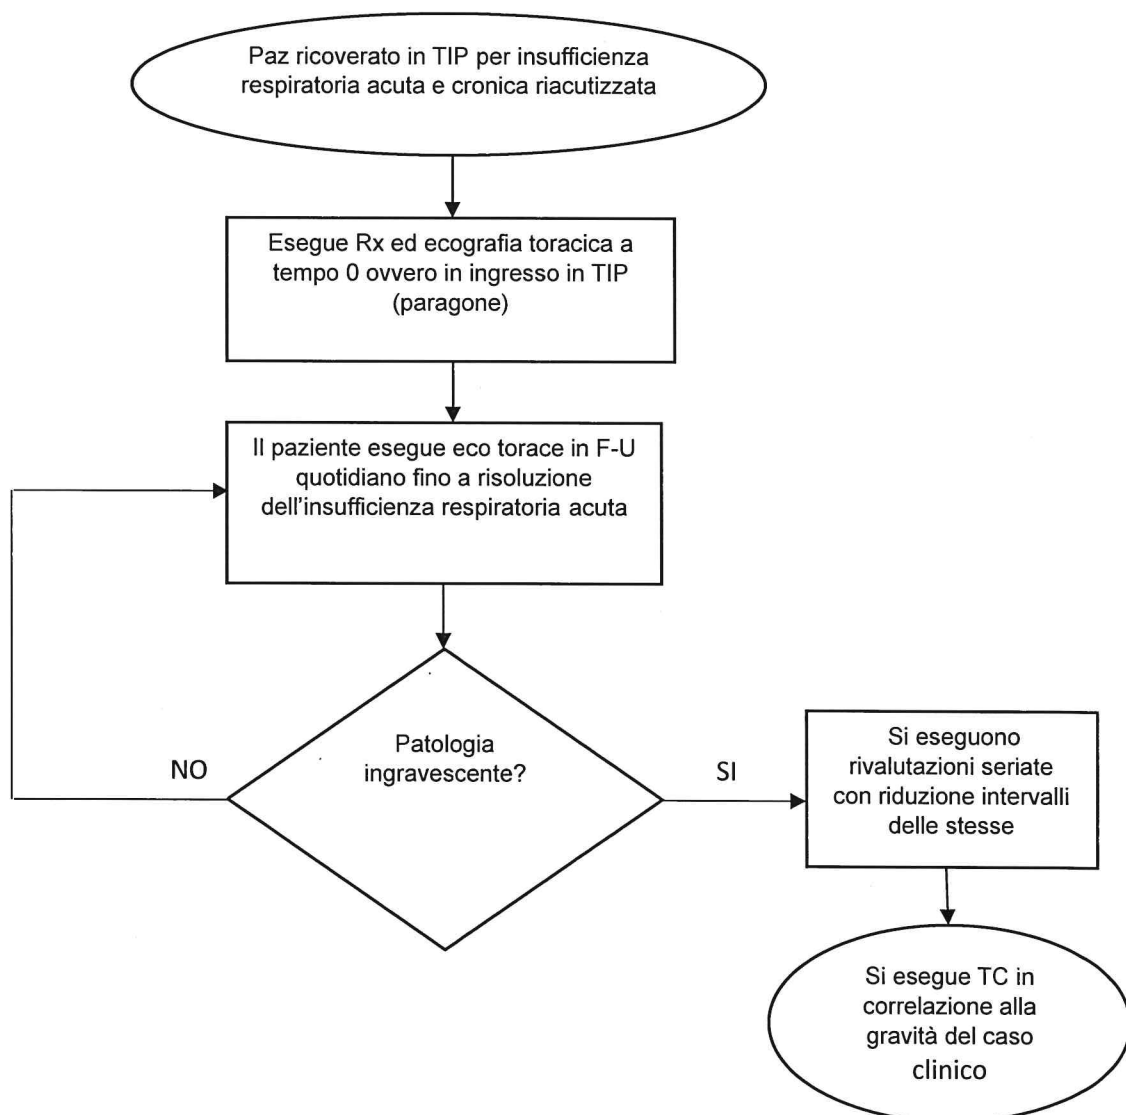 Paz ricoverato in TIP per insufficienza
respiratoria acuta e cronica riacutizzata
Esegue Rx ed ecografia toracica a
tempo 0 ovvero in ingresso in TIP
(paragone)
Il paziente esegue eco torace in F-U
quotidiano fino a risoluzione
dell'insufficienza respiratoria acuta
Patologia
ingravescente?
NO
SI
Si eseguono
rivalutazioni seriate
con riduzione intervalli
delle stesse
Si esegue TC in
correlazione alla
gravità del caso
clinico